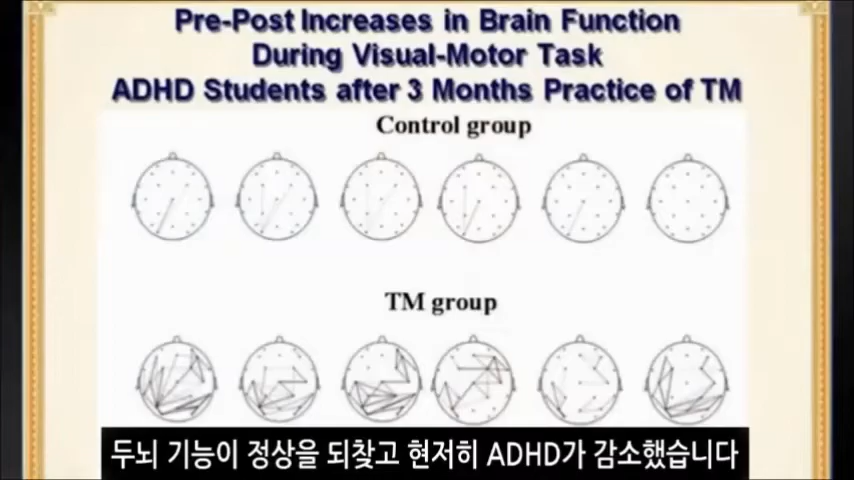 Pre-Post Increases in Brain Function
During Visual-Motor Task
ADHD Students after 3 Months Practice of TM
Control group
TM group
두뇌 기능이 정상을 되찾고 현저히 ADHD가 감소했습니다